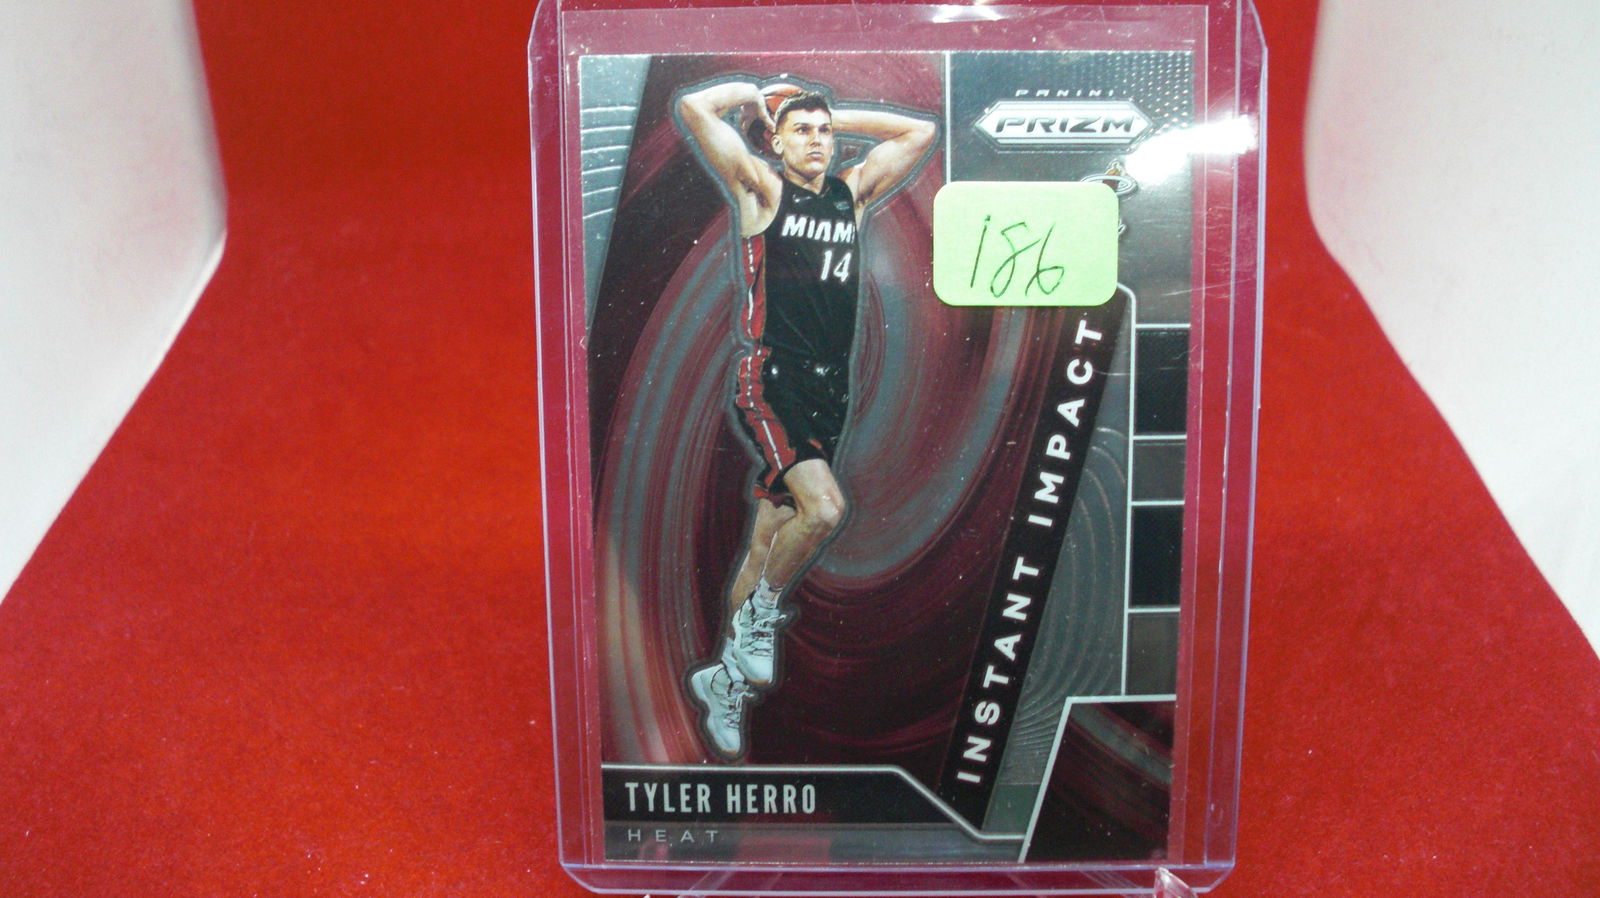 PANINI
PRIZM
186
MIAMI
14
INSTANT IMPACT
TYLER HERRO
HEAT